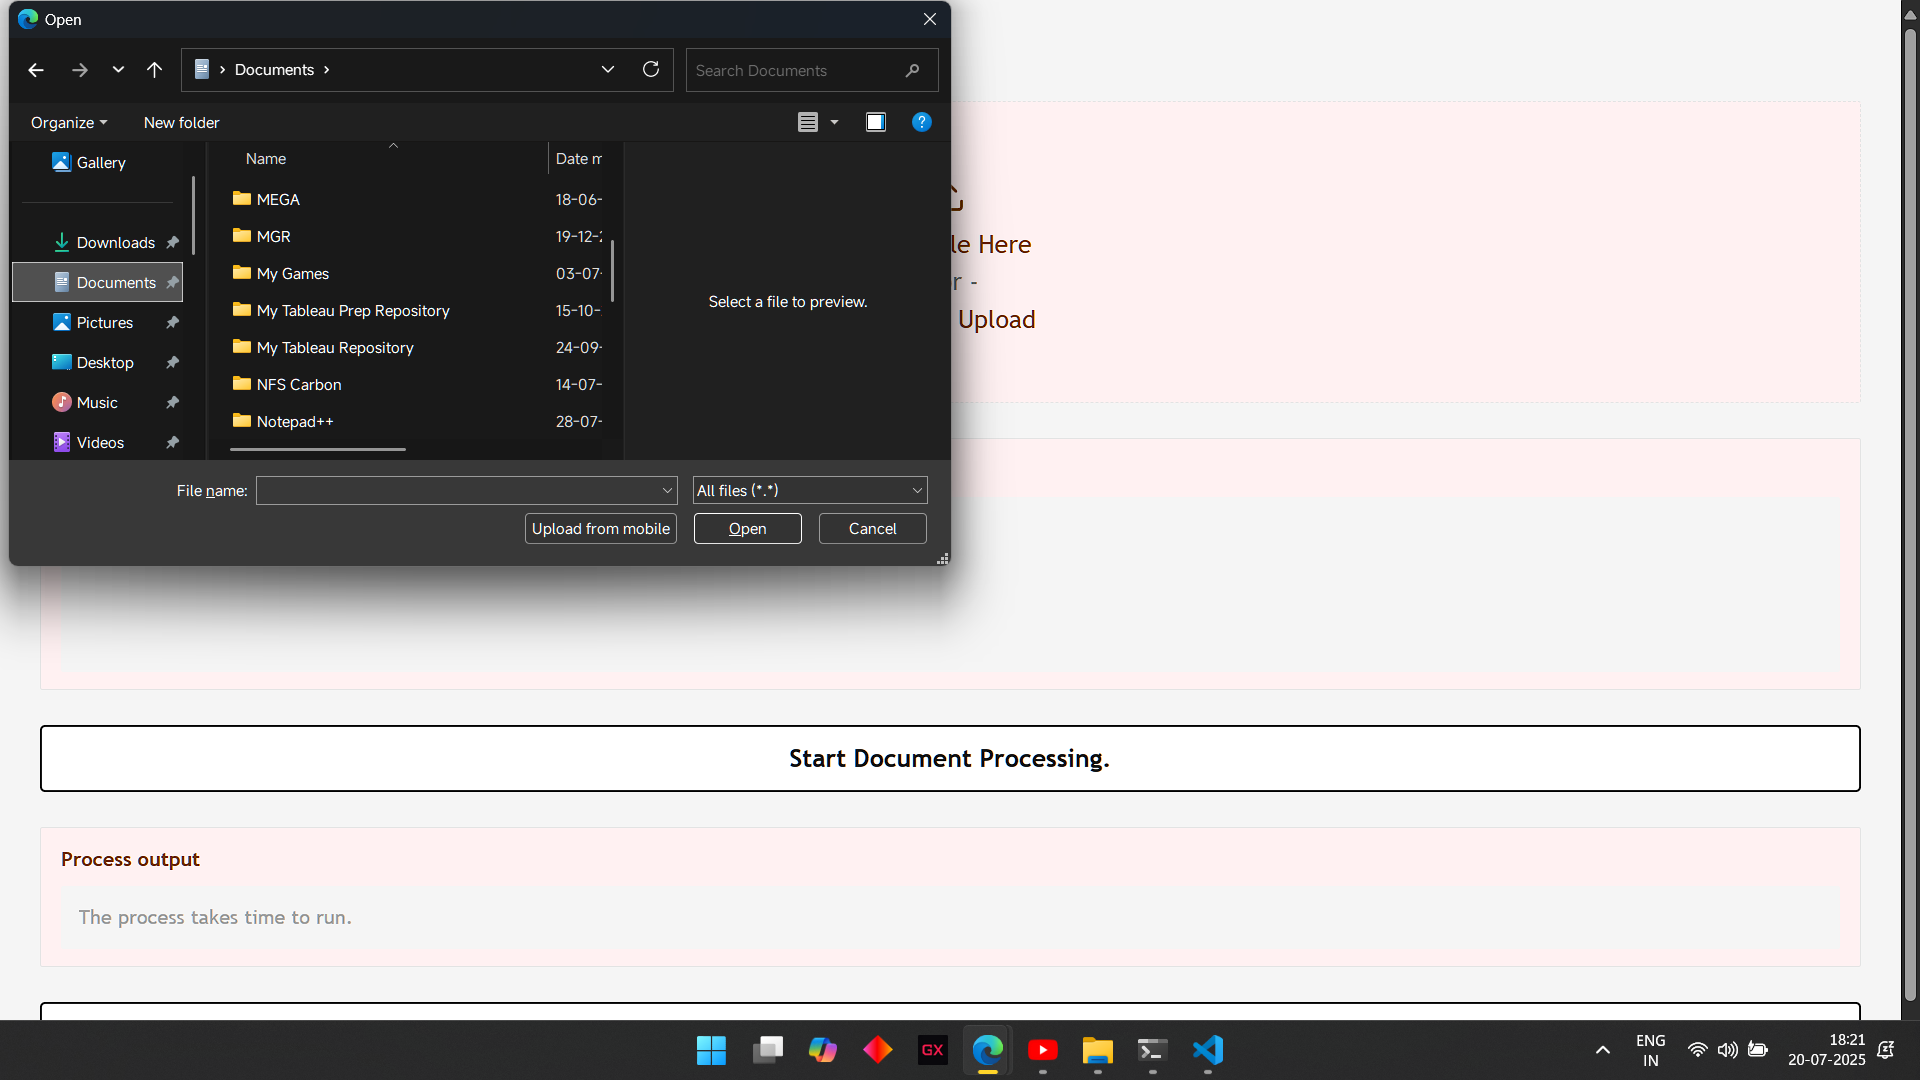 Open
Documents
Search Documents
Organize
New folder
?
Gallery
Downloads
Documents
Pictures
Desktop
Music
Videos
Name
Date m
MEGA
18-06-
MGR
19-12-2
My Games
03-07-
My Tableau Prep Repository
15-10-
My Tableau Repository
24-09-
NFS Carbon
14-07-
Notepad++
28-07-
Select a file to preview.
File name:
All files (*.*)
Upload from mobile
Open
Cancel
le Here
r -
Upload
Start Document Processing.
Process output
The process takes time to run.
GX
ENG
IN
18:21
20-07-2025